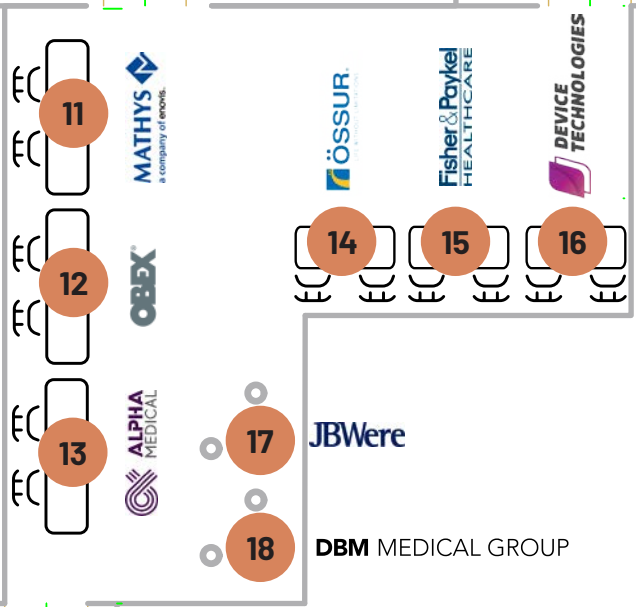 11
MATHYS
a company of enovis.
12
OBEX®
13
ALPHA
MEDICAL
14
ÖSSUR.
15
Fisher&Paykel
HEALTHCARE
16
DEVICE
TECHNOLOGIES
17
JBWere
18
DBM MEDICAL GROUP